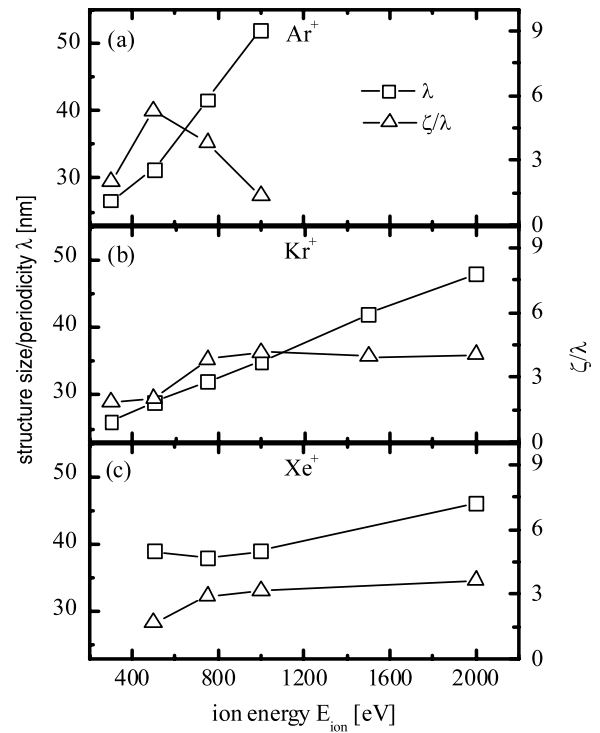 (a) Ar⁺
λ
ζ/λ
50
40
30
9
6
3
0
(b) Kr⁺
50
40
30
9
6
3
0
(c) Xe⁺
50
40
30
9
6
3
0
structure size/periodicity λ [nm]
ζ/λ
400 800 1200 1600 2000
ion energy E_ion [eV]